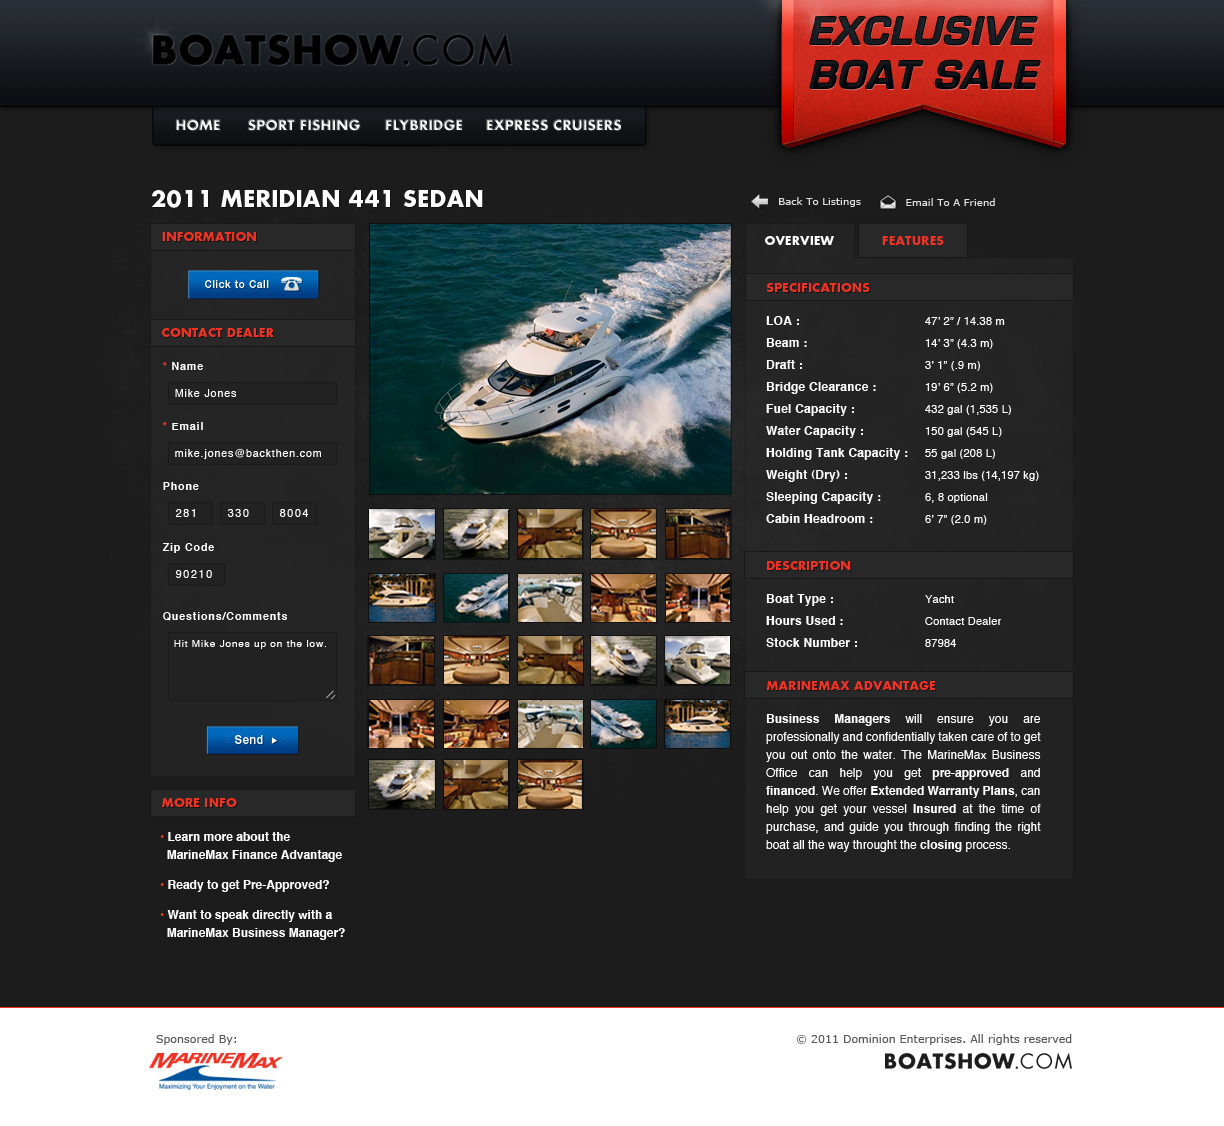 BOATSHOW.COM
EXCLUSIVE
BOAT SALE
HOME
SPORT FISHING
FLYBRIDGE
EXPRESS CRUISERS
2011 MERIDIAN 441 SEDAN
Back To Listings
Email To A Friend
INFORMATION
Click to Call
CONTACT DEALER
* Name
Mike Jones
* Email
mike.jones@backthen.com
Phone
281 330 8004
Zip Code
90210
Questions/Comments
Hit Mike Jones up on the low.
Send
MORE INFO
• Learn more about the
MarineMax Finance Advantage
• Ready to get Pre-Approved?
• Want to speak directly with a
MarineMax Business Manager?
OVERVIEW
FEATURES
SPECIFICATIONS
LOA : 47' 2" / 14.38 m
Beam : 14' 3" (4.3 m)
Draft : 3' 1" (.9 m)
Bridge Clearance : 19' 6" (5.2 m)
Fuel Capacity : 432 gal (1,535 L)
Water Capacity : 150 gal (545 L)
Holding Tank Capacity : 55 gal (208 L)
Weight (Dry) : 31,233 lbs (14,197 kg)
Sleeping Capacity : 6, 8 optional
Cabin Headroom : 6' 7" (2.0 m)
DESCRIPTION
Boat Type : Yacht
Hours Used : Contact Dealer
Stock Number : 87984
MARINEMAX ADVANTAGE
Business Managers will ensure you are
professionally and confidentially taken care of to get
you out onto the water. The MarineMax Business
Office can help you get pre-approved and
financed. We offer Extended Warranty Plans, can
help you get your vessel Insured at the time of
purchase, and guide you through finding the right
boat all the way throught the closing process.
Sponsored By:
MARINEMAX
Maximizing Your Enjoyment on the Water
© 2011 Dominion Enterprises. All rights reserved
BOATSHOW.COM